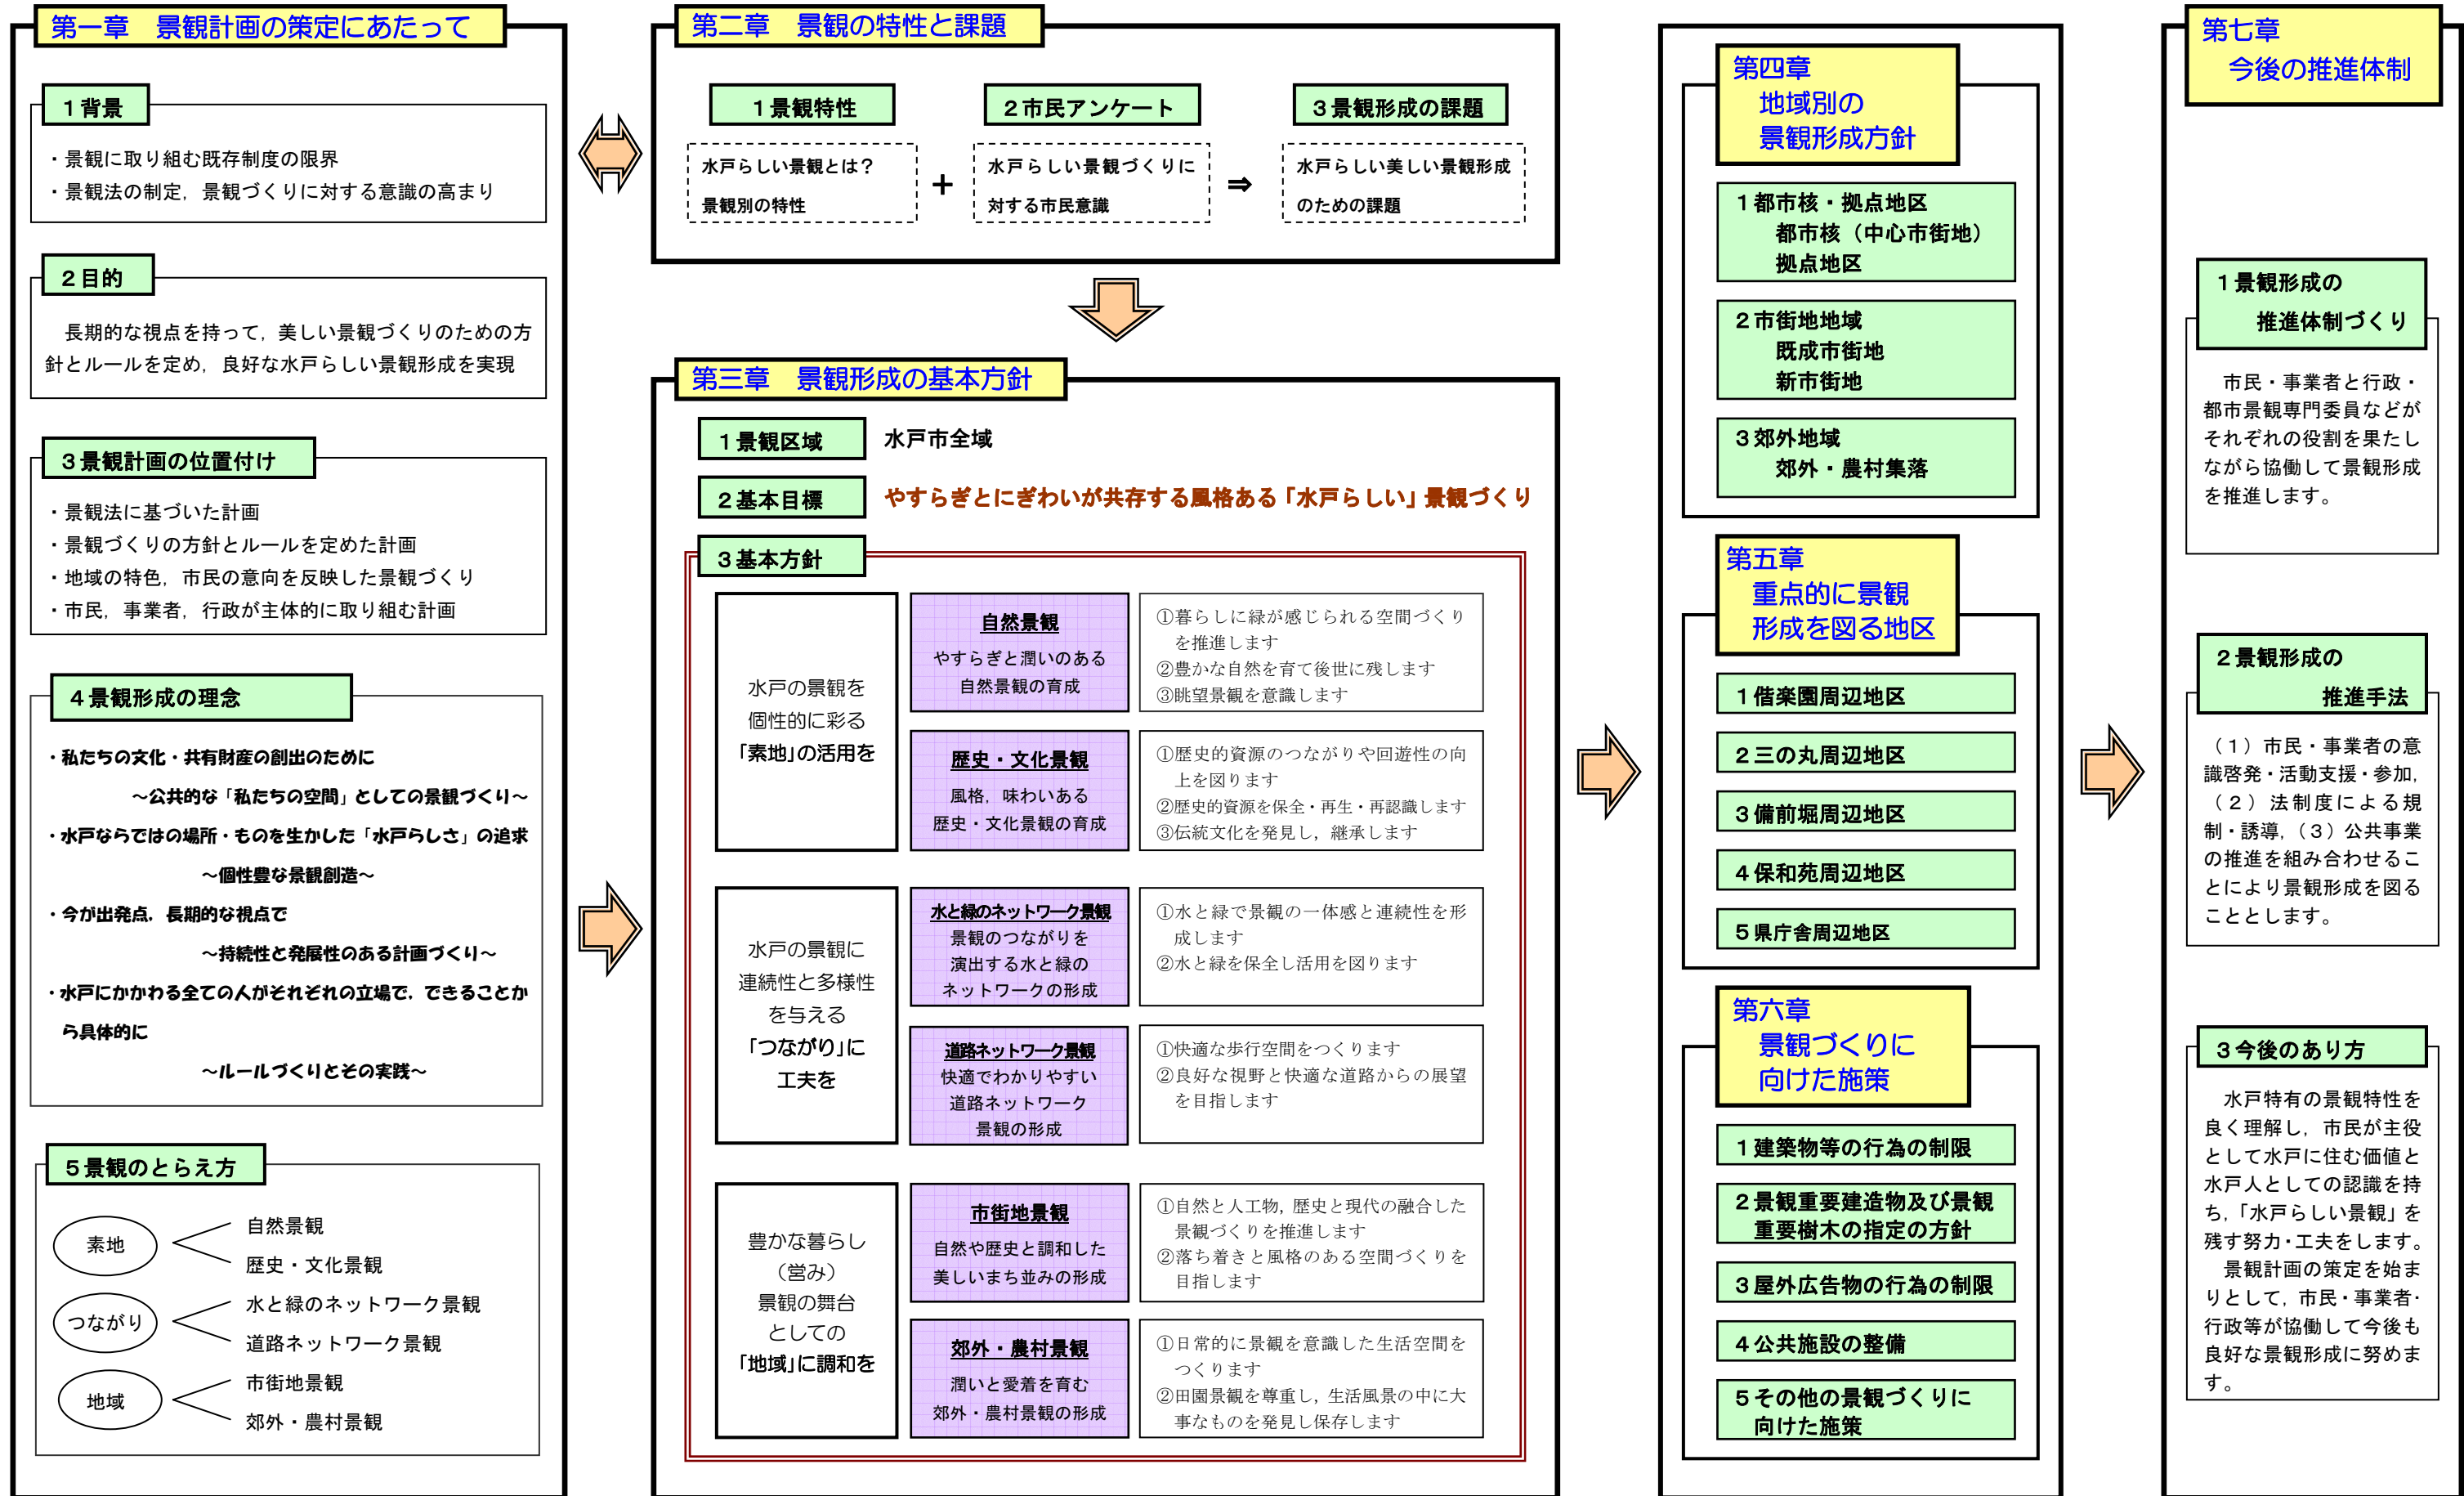 第一章　景観計画の策定にあたって
１背景
・景観に取り組む既存制度の限界
・景観法の制定，景観づくりに対する意識の高まり
２目的
　長期的な視点を持って，美しい景観づくりのための方
針とルールを定め，良好な水戸らしい景観形成を実現
３景観計画の位置付け
・景観法に基づいた計画
・景観づくりの方針とルールを定めた計画
・地域の特色，市民の意向を反映した景観づくり
・市民，事業者，行政が主体的に取り組む計画
４景観形成の理念
・私たちの文化・共有財産の創出のために
～公共的な「私たちの空間」としての景観づくり～
・水戸ならではの場所・ものを生かした「水戸らしさ」の追求
～個性豊な景観創造～
・今が出発点，長期的な視点で
～持続性と発展性のある計画づくり～
・水戸にかかわる全ての人がそれぞれの立場で，できることか
ら具体的に
～ルールづくりとその実践～
５景観のとらえ方
素地
自然景観
歴史・文化景観
つながり
水と緑のネットワーク景観
道路ネットワーク景観
地域
市街地景観
郊外・農村景観
第二章　景観の特性と課題
１景観特性
水戸らしい景観とは？
景観別の特性
＋
２市民アンケート
水戸らしい景観づくりに
対する市民意識
⇒
３景観形成の課題
水戸らしい美しい景観形成
のための課題
第三章　景観形成の基本方針
１景観区域
水戸市全域
２基本目標
やすらぎとにぎわいが共存する風格ある「水戸らしい」景観づくり
３基本方針
水戸の景観を
個性的に彩る
「素地」の活用を
自然景観
やすらぎと潤いのある
自然景観の育成
①暮らしに緑が感じられる空間づくり
を推進します
②豊かな自然を育て後世に残します
③眺望景観を意識します
歴史・文化景観
風格，味わいある
歴史・文化景観の育成
①歴史的資源のつながりや回遊性の向
上を図ります
②歴史的資源を保全・再生・再認識します
③伝統文化を発見し，継承します
水戸の景観に
連続性と多様性
を与える
「つながり」に
工夫を
水と緑のネットワーク景観
景観のつながりを
演出する水と緑の
ネットワークの形成
①水と緑で景観の一体感と連続性を形
成します
②水と緑を保全し活用を図ります
道路ネットワーク景観
快適でわかりやすい
道路ネットワーク
景観の形成
①快適な歩行空間をつくります
②良好な視野と快適な道路からの展望
を目指します
豊かな暮らし
（営み）
景観の舞台
としての
「地域」に調和を
市街地景観
自然や歴史と調和した
美しいまち並みの形成
①自然と人工物，歴史と現代の融合した
景観づくりを推進します
②落ち着きと風格のある空間づくりを
目指します
郊外・農村景観
潤いと愛着を育む
郊外・農村景観の形成
①日常的に景観を意識した生活空間を
つくります
②田園景観を尊重し，生活風景の中に大
事なものを発見し保存します
第四章
地域別の
景観形成方針
１都市核・拠点地区
都市核（中心市街地）
拠点地区
２市街地地域
既成市街地
新市街地
３郊外地域
郊外・農村集落
第五章
重点的に景観
形成を図る地区
１偕楽園周辺地区
２三の丸周辺地区
３備前堀周辺地区
４保和苑周辺地区
５県庁舎周辺地区
第六章
景観づくりに
向けた施策
１建築物等の行為の制限
２景観重要建造物及び景観
重要樹木の指定の方針
３屋外広告物の行為の制限
４公共施設の整備
５その他の景観づくりに
向けた施策
第七章
今後の推進体制
１景観形成の
推進体制づくり
　市民・事業者と行政・
都市景観専門委員などが
それぞれの役割を果たし
ながら協働して景観形成
を推進します。
２景観形成の
推進手法
（１）市民・事業者の意
識啓発・活動支援・参加，
（２）法制度による規
制・誘導，（３）公共事業
の推進を組み合わせるこ
とにより景観形成を図る
こととします。
３今後のあり方
　水戸特有の景観特性を
良く理解し，市民が主役
として水戸に住む価値と
水戸人としての認識を持
ち，「水戸らしい景観」を
残す努力・工夫をします。
　景観計画の策定を始ま
りとして，市民・事業者・
行政等が協働して今後も
良好な景観形成に努めま
す。